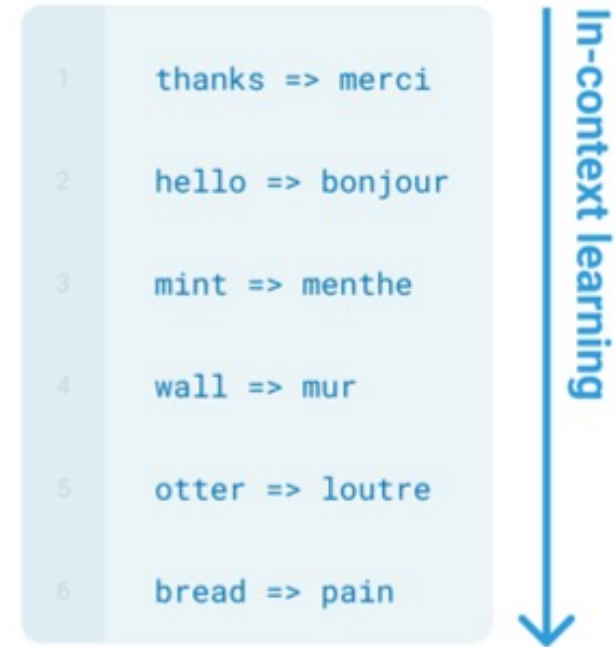 1 thanks => merci
2 hello => bonjour
3 mint => menthe
4 wall => mur
5 otter => loutre
6 bread => pain
In-context learning